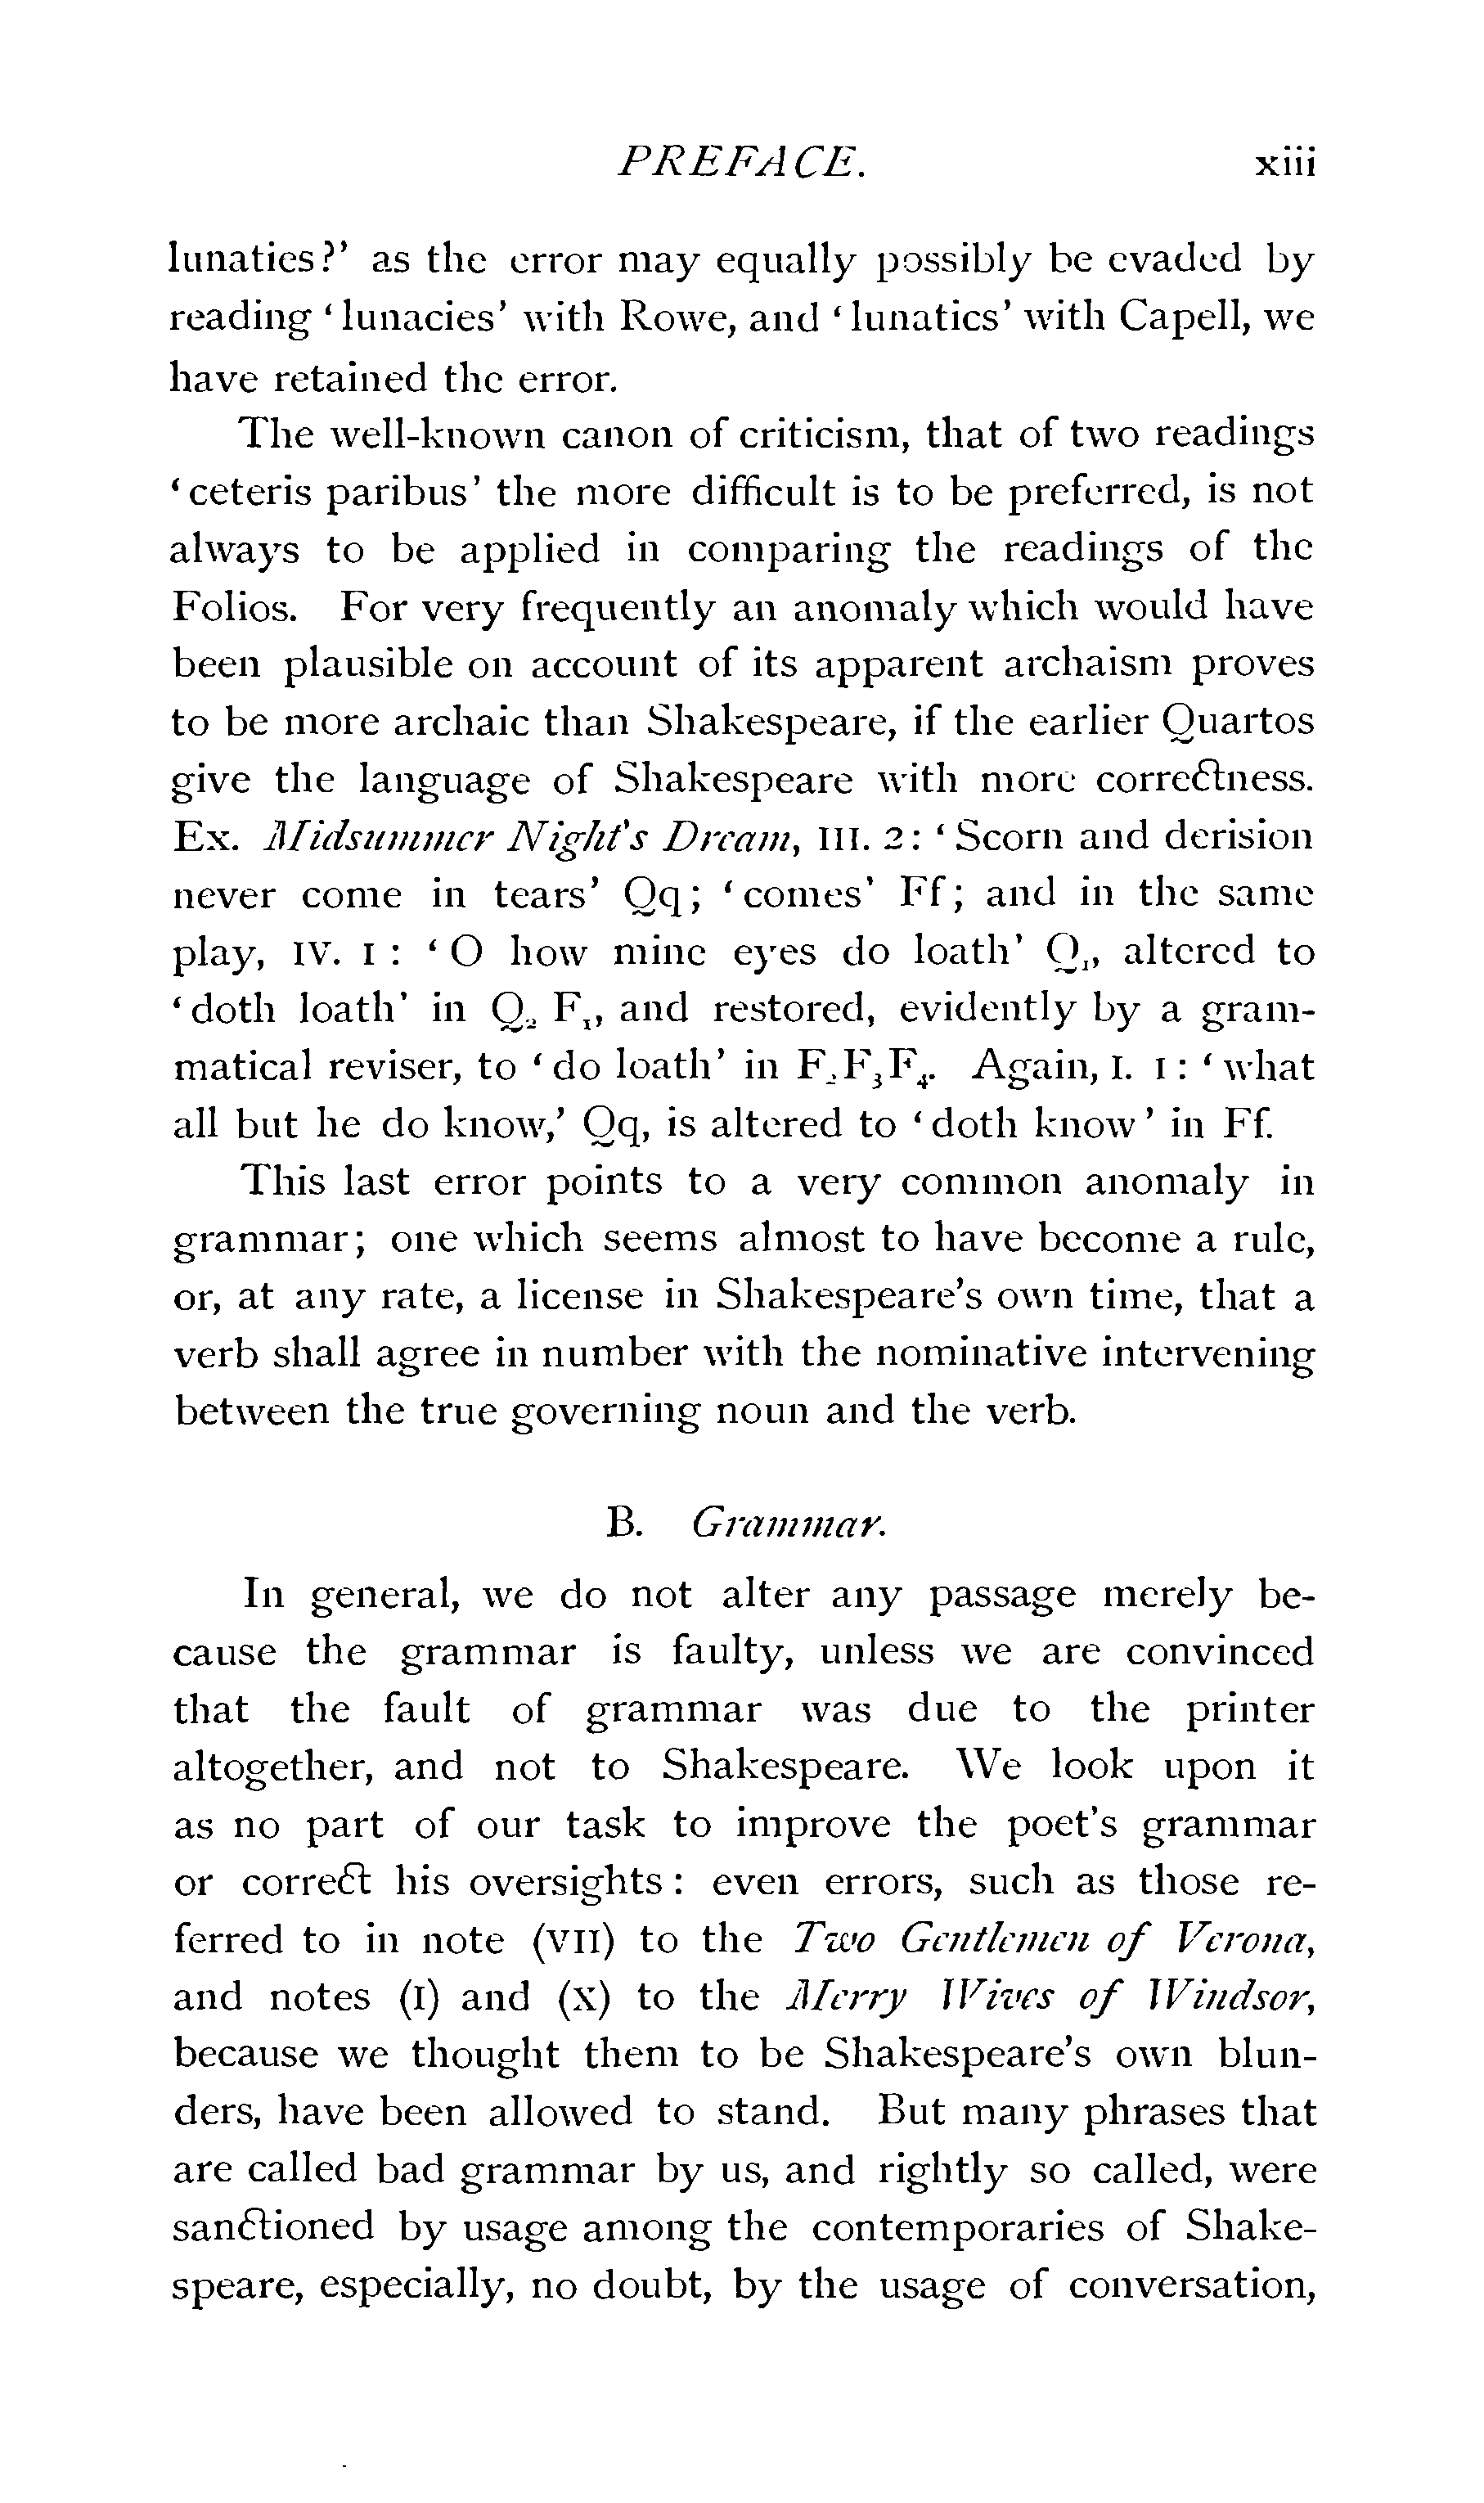 PREFACE. xiii
lunaties?' as the error may equally possibly be evaded by
reading 'lunacies' with Rowe, and 'lunatics' with Capell, we
have retained the error.
The well-known canon of criticism, that of two readings
'ceteris paribus' the more difficult is to be preferred, is not
always to be applied in comparing the readings of the
Folios. For very frequently an anomaly which would have
been plausible on account of its apparent archaism proves
to be more archaic than Shakespeare, if the earlier Quartos
give the language of Shakespeare with more correctness.
Ex. Midsummer Night's Dream, III. 2: 'Scorn and derision
never come in tears' Qq; 'comes' Ff; and in the same
play, IV. 1: 'O how mine eyes do loath' Q₁, altered to
'doth loath' in Q₂ F₁, and restored, evidently by a gram-
matical reviser, to 'do loath' in F₂F₃F₄. Again, I. 1: 'what
all but he do know,' Qq, is altered to 'doth know' in Ff.
This last error points to a very common anomaly in
grammar; one which seems almost to have become a rule,
or, at any rate, a license in Shakespeare's own time, that a
verb shall agree in number with the nominative intervening
between the true governing noun and the verb.
B. Grammar.
In general, we do not alter any passage merely be-
cause the grammar is faulty, unless we are convinced
that the fault of grammar was due to the printer
altogether, and not to Shakespeare. We look upon it
as no part of our task to improve the poet's grammar
or correct his oversights: even errors, such as those re-
ferred to in note (VII) to the Two Gentlemen of Verona,
and notes (I) and (X) to the Merry Wives of Windsor,
because we thought them to be Shakespeare's own blun-
ders, have been allowed to stand. But many phrases that
are called bad grammar by us, and rightly so called, were
sanctioned by usage among the contemporaries of Shake-
speare, especially, no doubt, by the usage of conversation,